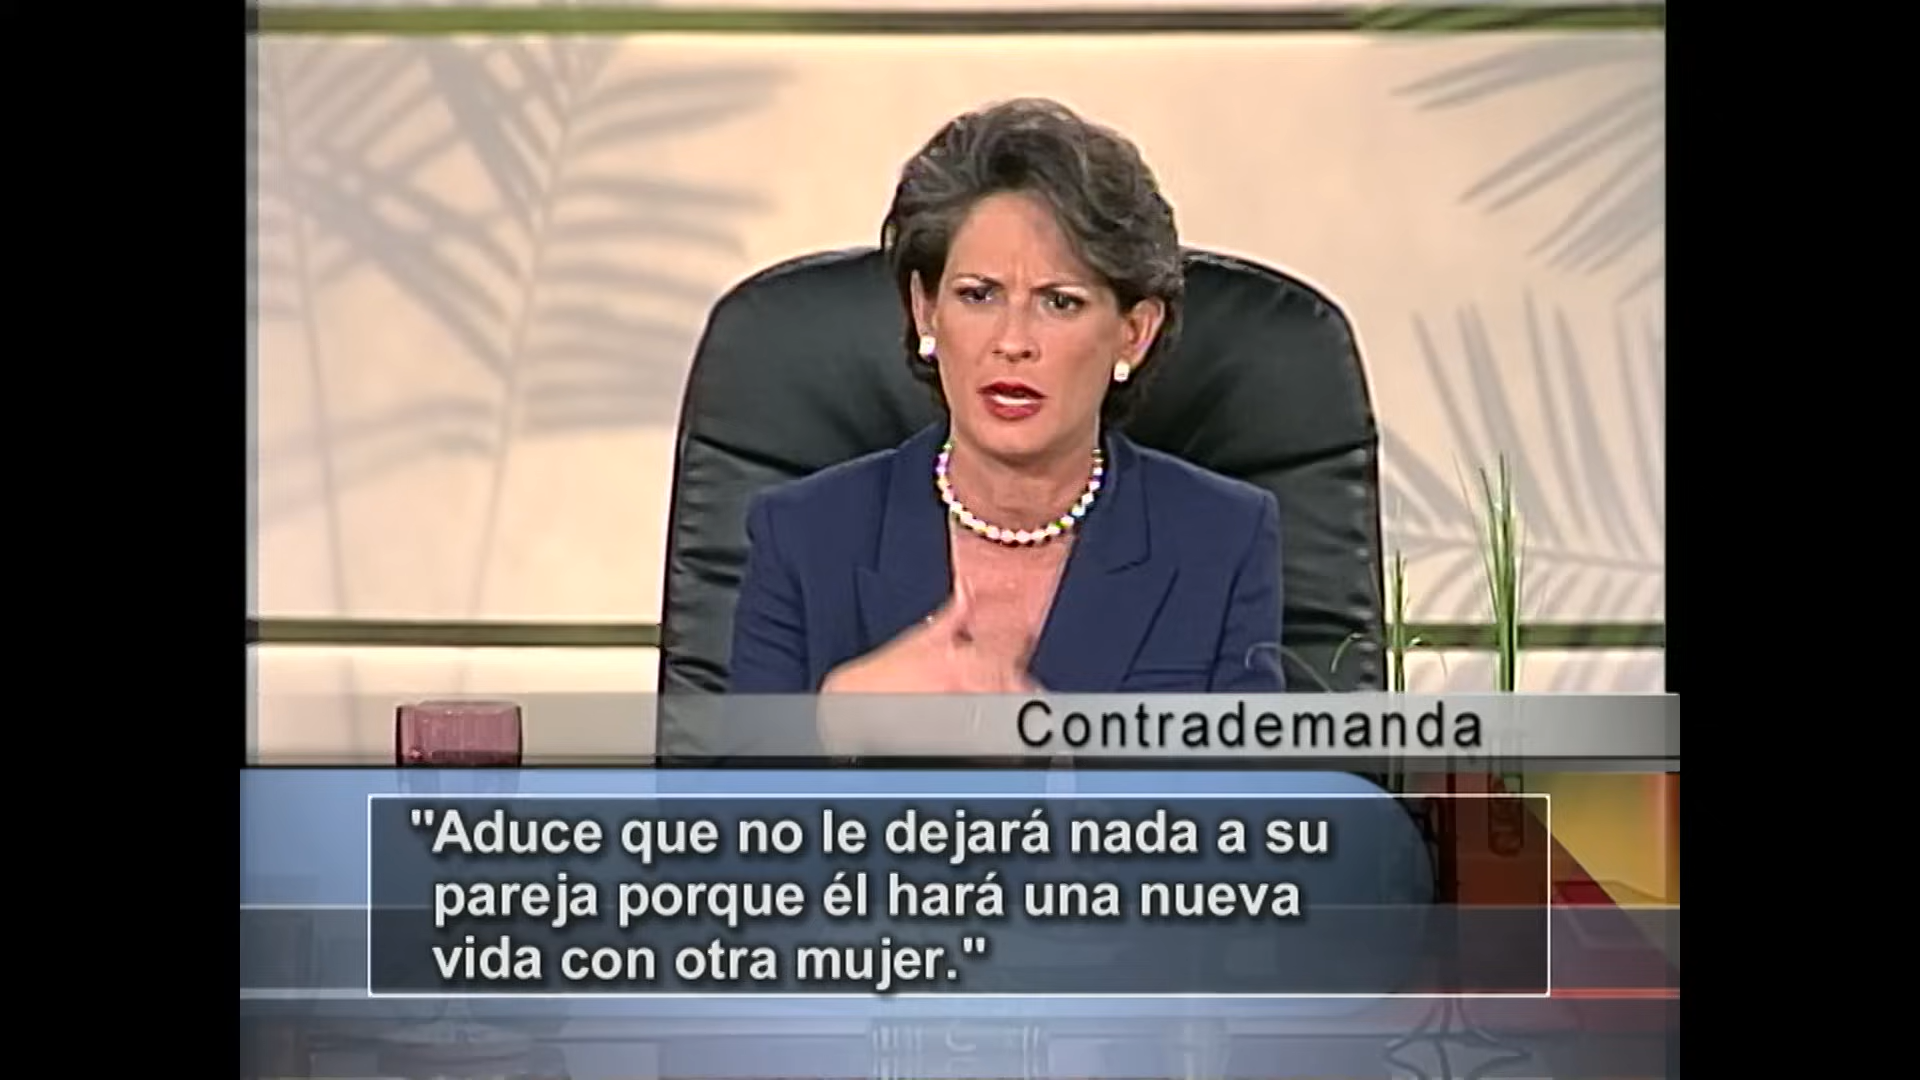 Contrademanda
"Aduce que no le dejará nada a su
pareja porque él hará una nueva
vida con otra mujer."